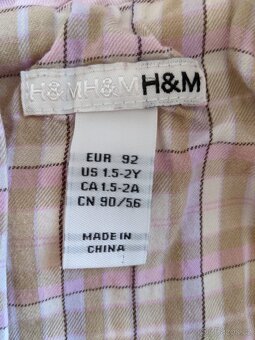 H&M H&M H&M
EUR 92
US 1.5-2Y
CA 1.5-2A
CN 90/56
MADE IN
CHINA